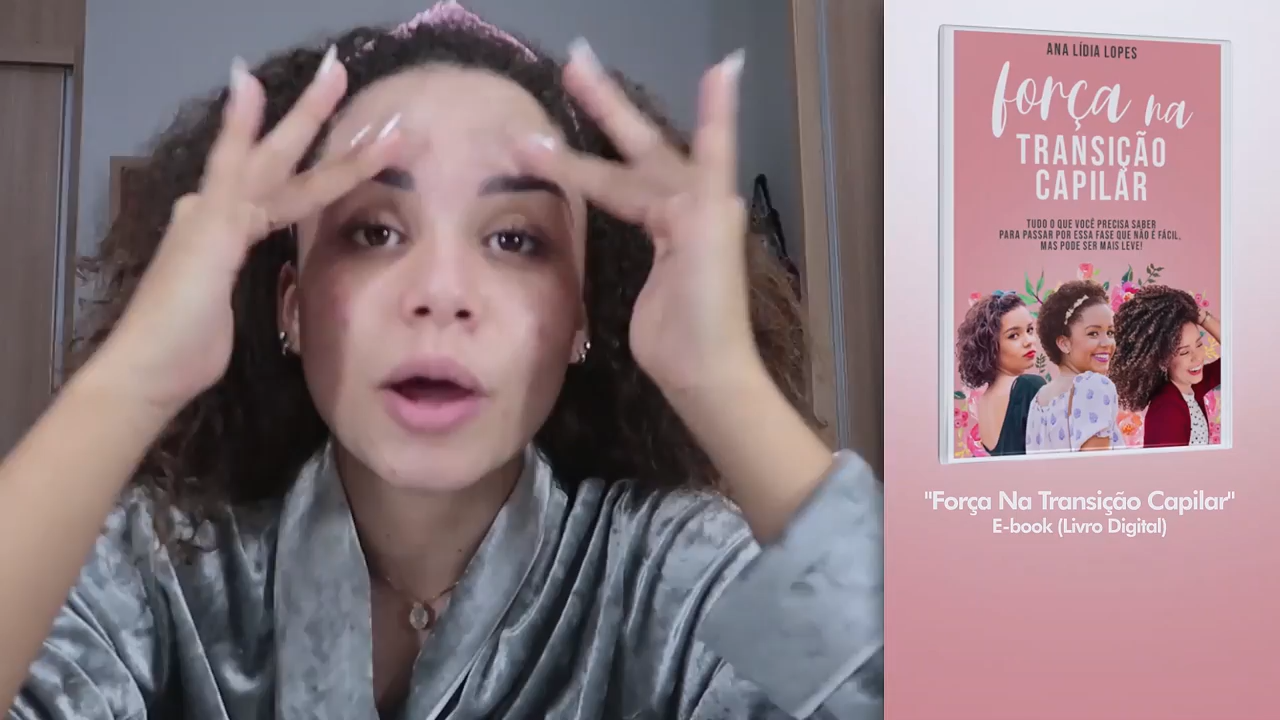 ANA LÍDIA LOPES
força na
TRANSIÇÃO
CAPILAR
TUDO O QUE VOCÊ PRECISA SABER
PARA PASSAR POR ESSA FASE QUE NÃO É FÁCIL,
MAS PODE SER MAIS LEVE!
"Força Na Transição Capilar"
E-book (Livro Digital)